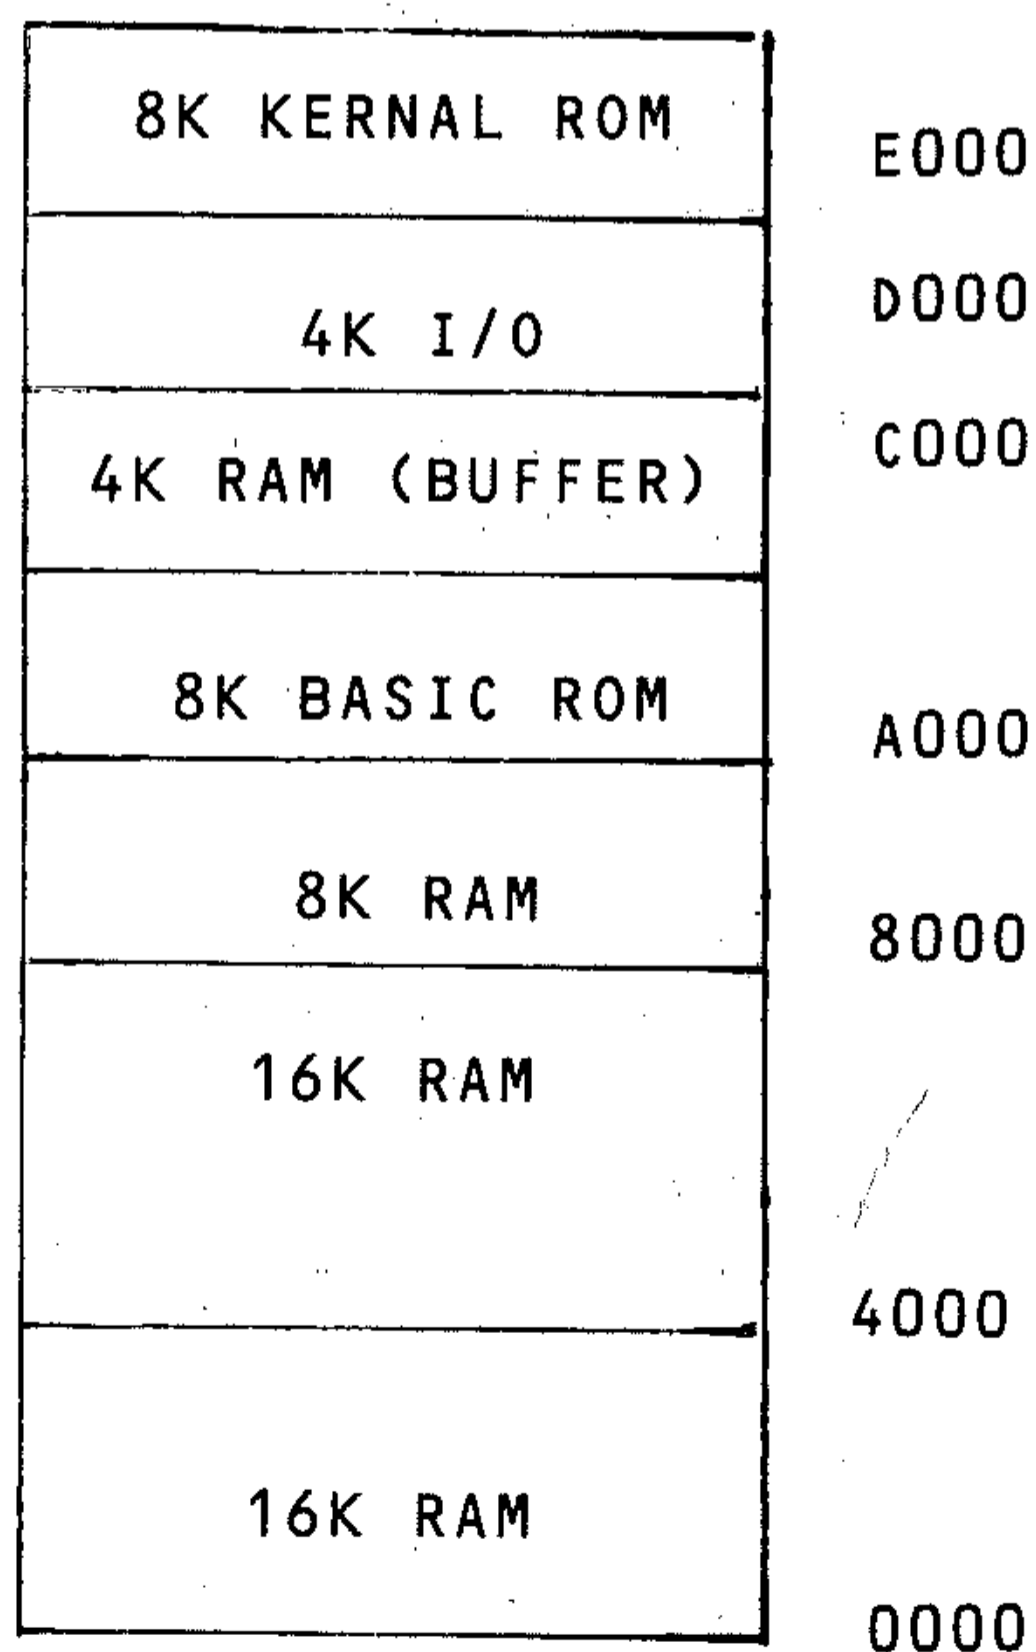 8K KERNAL ROM
E000
4K I/O
D000
4K RAM (BUFFER)
C000
8K BASIC ROM
A000
8K RAM
8000
16K RAM
4000
16K RAM
0000